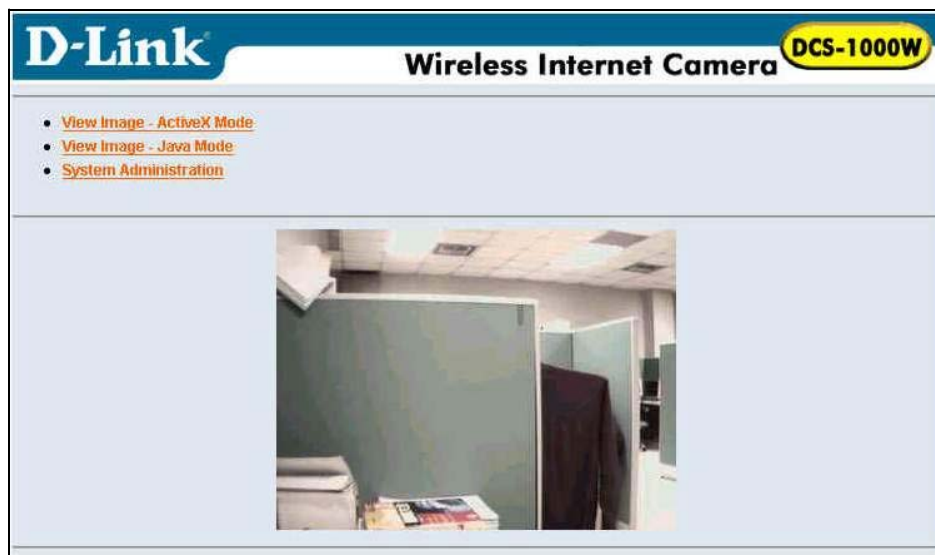 D-Link
Wireless Internet Camera
DCS-1000W
View Image - ActiveX Mode
View Image - Java Mode
System Administration